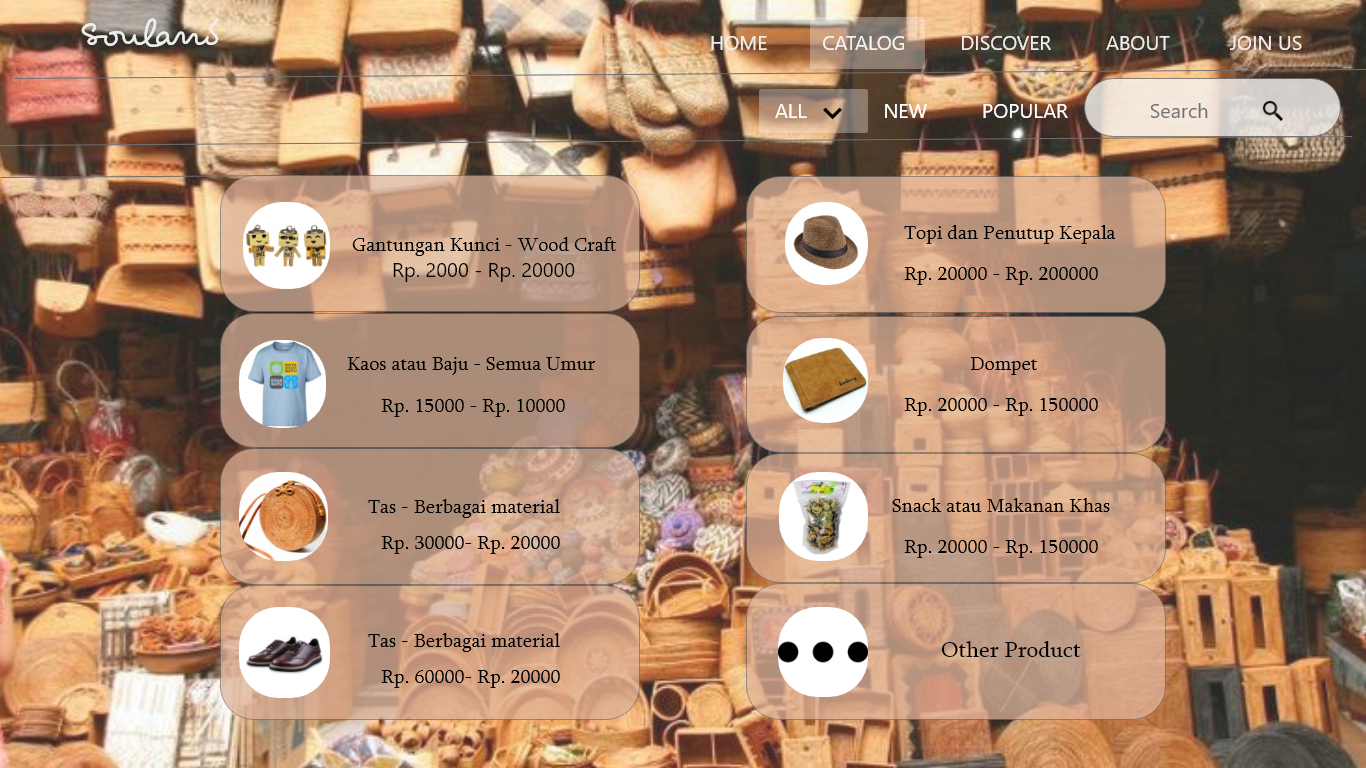 soulano
HOME CATALOG DISCOVER ABOUT JOIN US
ALL NEW POPULAR Search
Gantungan Kunci - Wood Craft
Rp. 2000 - Rp. 20000
Topi dan Penutup Kepala
Rp. 20000 - Rp. 200000
Kaos atau Baju - Semua Umur
Rp. 15000 - Rp. 10000
Dompet
Rp. 20000 - Rp. 150000
Tas - Berbagai material
Rp. 30000- Rp. 20000
Snack atau Makanan Khas
Rp. 20000 - Rp. 150000
Tas - Berbagai material
Rp. 60000- Rp. 20000
Other Product